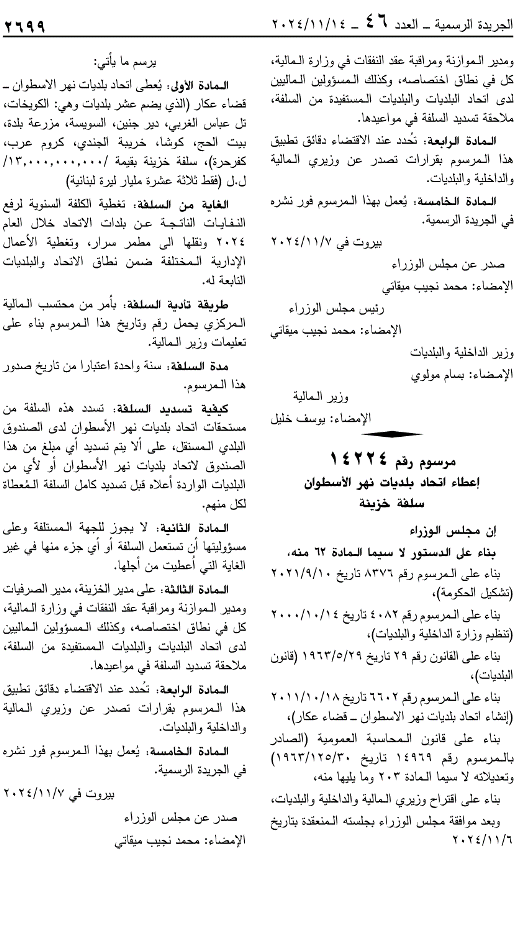 الجريدة الرسمية ــ العدد ٤٦ ــ ٢٠٢٤/١١/١٤
٢٦٩٩
ومدير الموازنة ومراقبة عقد النفقات في وزارة المالية،
كل في نطاق اختصاصه، وكذلك المسؤولين الماليين
لدى اتحاد البلديات والبلديات المستفيدة من السلفة،
ملاحقة تسديد السلفة في مواعيدها.
المادة الرابعة: تُحدد عند الاقتضاء دقائق تطبيق
هذا المرسوم بقرارات تصدر عن وزيري المالية
والداخلية والبلديات.
المادة الخامسة: يُعمل بهذا المرسوم فور نشره
في الجريدة الرسمية.
بيروت في ٢٠٢٤/١١/٧
صدر عن مجلس الوزراء
الإمضاء: محمد نجيب ميقاتي
رئيس مجلس الوزراء
الإمضاء: محمد نجيب ميقاتي
وزير الداخلية والبلديات
الإمضاء: بسام مولوي
وزير المالية
الإمضاء: يوسف خليل
مرسوم رقم ١٤٢٢٤
إعطاء اتحاد بلديات نهر الأسطوان
سلفة خزينة
إن مجلس الوزراء
بناء على الدستور لا سيما المادة ٦٢ منه،
بناء على المرسوم رقم ٨٣٧٦ تاريخ ٢٠٢١/٩/١٠
(تشكيل الحكومة)،
بناء على المرسوم رقم ٤٠٨٢ تاريخ ٢٠٠٠/١٠/١٤
(تنظيم وزارة الداخلية والبلديات)،
بناء على القانون رقم ٢٩ تاريخ ١٩٦٣/٥/٢٩ (قانون
البلديات)،
بناء على المرسوم رقم ٦٦٠٢ تاريخ ٢٠١١/١٠/١٨
(إنشاء اتحاد بلديات نهر الاسطوان ــ قضاء عكار)،
بناء على قانون المحاسبة العمومية (الصادر
بالمرسوم رقم ١٤٩٦٩ تاريخ ١٩٦٣/١٢٥/٣٠)
وتعديلاته لا سيما المادة ٢٠٣ وما يليها منه،
بناء على اقتراح وزيري المالية والداخلية والبلديات،
وبعد موافقة مجلس الوزراء بجلسته المنعقدة بتاريخ
٢٠٢٤/١١/٦
يرسم ما يأتي:
المادة الأولى: يُعطى اتحاد بلديات نهر الاسطوان ــ
قضاء عكار (الذي يضم عشر بلديات وهي: الكويخات،
تل عباس الغربي، دير جنين، السويسة، مزرعة بلدة،
بيت الحج، كوشا، خريبة الجندي، كروم عرب،
كفرحرة)، سلفة خزينة بقيمة /١٣,٠٠٠,٠٠٠,٠٠٠/
ل.ل (فقط ثلاثة عشرة مليار ليرة لبنانية)
الغاية من السلفة: تغطية الكلفة السنوية لرفع
النفايات الناتجة عن بلدات الاتحاد خلال العام
٢٠٢٤ ونقلها الى مطمر سرار، وتغطية الأعمال
الإدارية المختلفة ضمن نطاق الاتحاد والبلديات
التابعة له.
طريقة تأدية السلفة: بأمر من محتسب المالية
المركزي يحمل رقم وتاريخ هذا المرسوم بناء على
تعليمات وزير المالية.
مدة السلفة: سنة واحدة اعتبارا من تاريخ صدور
هذا المرسوم.
كيفية تسديد السلفة: تسدد هذه السلفة من
مستحقات اتحاد بلديات نهر الأسطوان لدى الصندوق
البلدي المستقل، على ألا يتم تسديد أي مبلغ من هذا
الصندوق لاتحاد بلديات نهر الأسطوان أو لأي من
البلديات الواردة أعلاه قبل تسديد كامل السلفة المُعطاة
لكل منهم.
المادة الثانية: لا يجوز للجهة المستلفة وعلى
مسؤوليتها أن تستعمل السلفة أو أي جزء منها في غير
الغاية التي أعطيت من أجلها.
المادة الثالثة: على مدير الخزينة، مدير الصرفيات
ومدير الموازنة ومراقبة عقد النفقات في وزارة المالية،
كل في نطاق اختصاصه، وكذلك المسؤولين الماليين
لدى اتحاد البلديات والبلديات المستفيدة من السلفة،
ملاحقة تسديد السلفة في مواعيدها.
المادة الرابعة: تُحدد عند الاقتضاء دقائق تطبيق
هذا المرسوم بقرارات تصدر عن وزيري المالية
والداخلية والبلديات.
المادة الخامسة: يُعمل بهذا المرسوم فور نشره
في الجريدة الرسمية.
بيروت في ٢٠٢٤/١١/٧
صدر عن مجلس الوزراء
الإمضاء: محمد نجيب ميقاتي